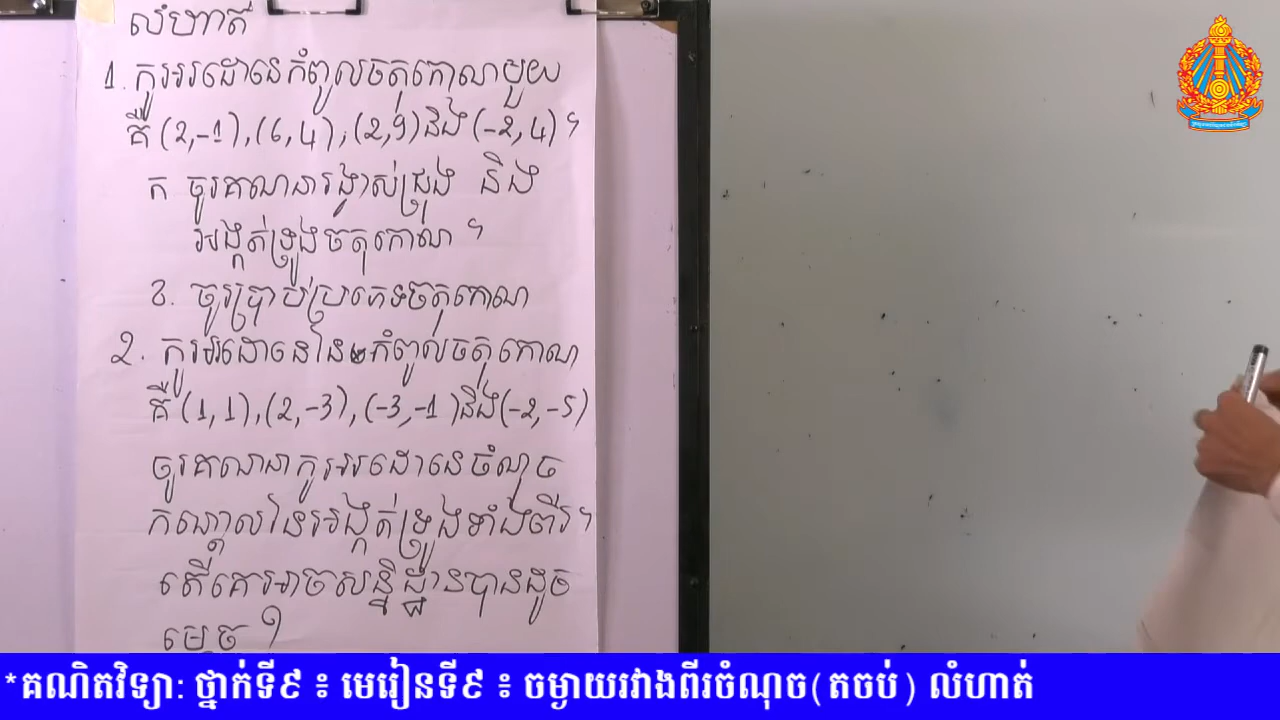 លំហាត់
1. កូអរដោនេកំពូលចតុកោណមួយ
គឺ (2,-1), (6,4), (2,9) និង (-2,4) ។
ក ចូរគណនារង្វាស់ជ្រុង និង
អង្កត់ទ្រូងចតុកោណ ។
ខ. ចូរប្រាប់ប្រភេទចតុកោណ
2. កូអរដោនេនៃកំពូលចតុកោណ
គឺ (1,1), (2,-3), (-3,-1) និង (-2,-5)
ចូរគណនាកូអរដោនេចំណុច
កណ្ដាលនៃអង្កត់ទ្រូងទាំងពីរ ។
តើគេអាចសន្និដ្ឋានបានដូច
ម្ដេច ?
*គណិតវិទ្យា: ថ្នាក់ទី៩ ៖ មេរៀនទី៩ ៖ ចម្ងាយរវាងពីរចំណុច(តចប់) លំហាត់